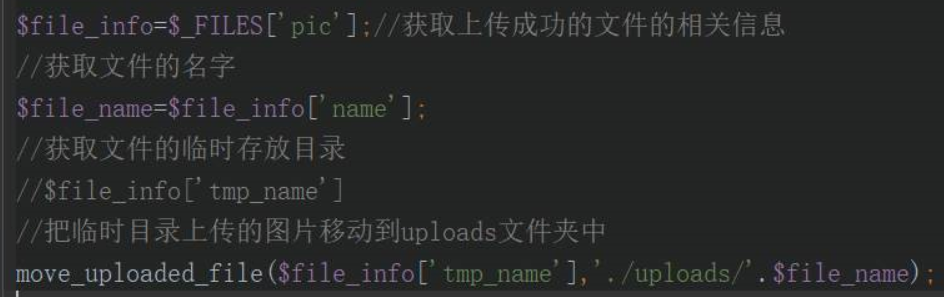 $file_info=$_FILES['pic'];//获取上传成功的文件的相关信息
//获取文件的名字
$file_name=$file_info['name'];
//获取文件的临时存放目录
//$file_info['tmp_name']
//把临时目录上传的图片移动到uploads文件夹中
move_uploaded_file($file_info['tmp_name'],'./uploads/'.$file_name);